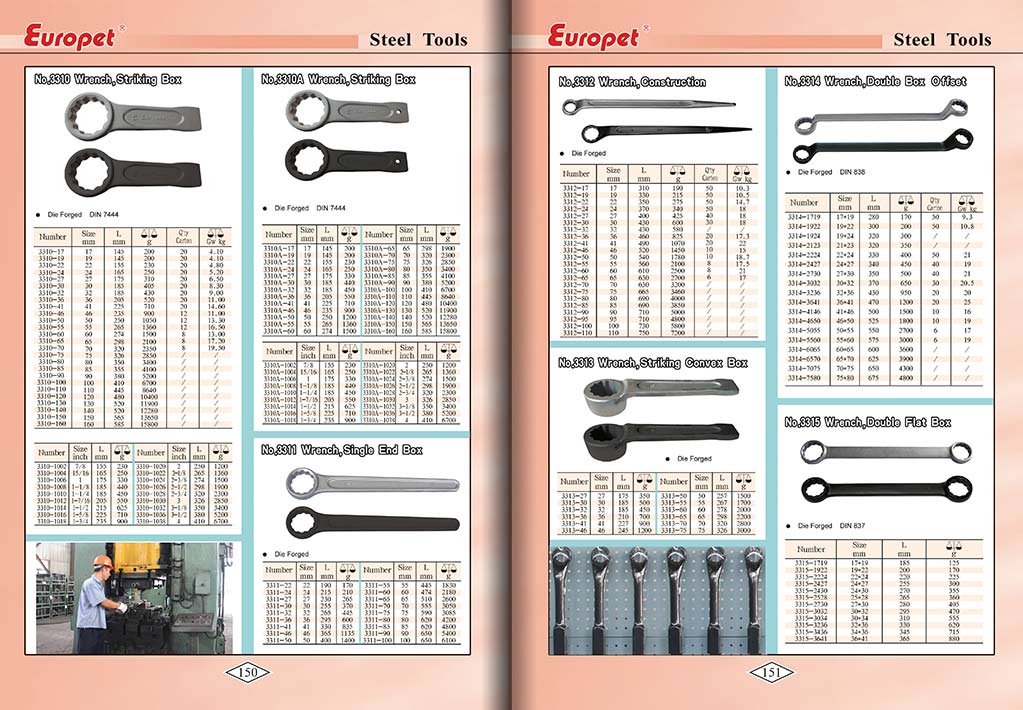 Europet®
Steel Tools
No.3310 Wrench,Striking Box
Die Forged DIN 7444
Number Size mm L mm g Qty Carton Gw kg
3310-17 17 145 200 20 4.10
3310-19 19 145 200 20 4.10
3310-22 22 155 230 20 4.80
3310-24 24 165 250 20 5.20
3310-27 27 175 310 20 6.50
3310-30 30 185 405 20 8.30
3310-32 32 185 430 20 9.00
3310-36 36 205 520 20 11.00
3310-41 41 225 710 20 14.60
3310-46 46 235 900 12 11.00
3310-50 50 250 1050 12 13.30
3310-55 55 265 1360 12 16.50
3310-60 60 274 1500 8 13.00
3310-65 65 298 2100 8 17.20
3310-70 70 320 2350 8 19.50
3310-75 75 326 2850 / /
3310-80 80 350 3400 / /
3310-85 85 355 4100 / /
3310-90 90 380 5200 / /
3310-100 100 410 6700 / /
3310-110 110 445 8640 / /
3310-120 120 480 10400 / /
3310-130 130 520 11900 / /
3310-140 140 520 12280 / /
3310-150 150 565 13650 / /
3310-160 160 585 15800 / /
Number Size inch L mm g Number Size inch L mm g
3310-1002 7/8 155 230 3310-1020 2 250 1200
3310-1004 15/16 165 250 3310-1022 2-1/8 265 1360
3310-1006 1 175 330 3310-1024 2-3/8 274 1500
3310-1008 1-1/8 185 440 3310-1026 2-1/2 298 1900
3310-1010 1-1/4 185 450 3310-1028 2-3/4 320 2300
3310-1012 1-7/16 205 550 3310-1030 3 326 2850
3310-1014 1-1/2 215 625 3310-1032 3-1/8 350 3400
3310-1016 1-5/8 225 710 3310-1036 3-1/2 380 5200
3310-1018 1-3/4 235 900 3310-1038 4 410 6700
No.3310A Wrench,Striking Box
Die Forged DIN 7444
Number Size mm L mm g Number Size mm L mm g
3310A-17 17 145 200 3310A-65 65 298 1900
3310A-19 19 145 200 3310A-70 70 320 2300
3310A-22 22 155 230 3310A-75 75 326 2850
3310A-24 24 165 250 3310A-80 80 350 3400
3310A-27 27 175 330 3310A-85 85 355 4100
3310A-30 30 185 440 3310A-90 90 380 5200
3310A-32 32 185 450 3310A-100 100 410 6700
3310A-36 36 205 550 3310A-110 110 445 8640
3310A-41 41 225 710 3310A-120 120 480 10400
3310A-46 46 235 900 3310A-130 130 520 11900
3310A-50 50 250 1200 3310A-140 140 520 12280
3310A-55 55 265 1360 3310A-150 150 565 13650
3310A-60 60 274 1500 3310A-160 160 585 15800
Number Size inch L mm g Number Size inch L mm g
3310A-1002 7/8 155 230 3310A-1020 2 250 1200
3310A-1004 15/16 165 250 3310A-1022 2-1/8 265 1360
3310A-1006 1 175 330 3310A-1024 2-3/8 274 1500
3310A-1008 1-1/8 185 440 3310A-1026 2-1/2 298 1900
3310A-1010 1-1/4 185 450 3310A-1028 2-3/4 320 2300
3310A-1012 1-7/16 205 550 3310A-1030 3 326 2850
3310A-1014 1-1/2 215 625 3310A-1032 3-1/8 350 3400
3310A-1016 1-5/8 225 710 3310A-1036 3-1/2 380 5200
3310A-1018 1-3/4 235 900 3310A-1038 4 410 6700
No.3311 Wrench,Single End Box
Die Forged
Number Size mm L mm g Number Size mm L mm g
3311-22 22 190 170 3311-55 55 445 1830
3311-24 24 215 210 3311-60 60 474 2180
3311-27 27 230 265 3311-65 65 510 2600
3311-30 30 255 370 3311-70 70 555 3050
3311-32 32 265 445 3311-75 75 590 3085
3311-36 36 295 600 3311-80 80 620 4200
3311-41 41 330 835 3311-85 85 620 4800
3311-46 46 365 1135 3311-90 90 650 5400
3311-50 50 400 1400 3311-100 100 650 6100
150
Europet®
Steel Tools
No.3312 Wrench,Construction
Die Forged
Number Size mm L mm g Qty Carton Gw kg
3312-17 17 310 190 50 10.3
3312-19 19 330 215 50 10.5
3312-22 22 350 275 50 14.7
3312-24 24 370 340 50 18
3312-27 27 400 425 40 18
3312-30 30 430 600 30 18
3312-32 32 430 580 / /
3312-36 36 460 825 20 17.3
3312-41 41 490 1070 20 22
3312-46 46 520 1450 10 15
3312-50 50 540 1780 10 18.7
3312-55 55 560 2100 8 17.5
3312-60 60 610 2500 8 21
3312-65 65 630 2700 6 17
3312-70 70 650 3200 / /
3312-75 75 665 3400 / /
3312-80 80 690 4000 / /
3312-85 85 690 3850 / /
3312-90 90 710 5000 / /
3312-95 95 710 4800 / /
3312-100 100 730 5800 / /
3312-110 110 750 7200 / /
No.3313 Wrench,Striking Convex Box
Die Forged
Number Size mm L mm g Number Size mm L mm g
3313-27 27 175 350 3313-50 50 257 1500
3313-30 30 185 500 3313-55 55 267 1700
3313-32 32 185 450 3313-60 60 278 2000
3313-36 36 210 700 3313-65 65 298 2200
3313-41 41 227 900 3313-70 70 320 2800
3313-46 46 245 1200 3313-75 75 326 3000
No.3314 Wrench,Double Box Offset
Die Forged DIN 838
Number Size mm L mm g Qty Carton Gw kg
3314-1719 17*19 280 170 50 9.3
3314-1922 19*22 300 200 50 10.8
3314-1924 19*24 320 300 / /
3314-2123 21*23 320 350 / /
3314-2224 22*24 330 400 50 21
3314-2427 24*27 340 450 40 19
3314-2730 27*30 350 500 40 21
3314-3032 30*32 370 650 30 20.5
3314-3236 32*36 430 950 20 20
3314-3641 36*41 470 1200 20 25
3314-4146 41*46 500 1500 10 16
3314-4650 46*50 525 1800 10 19
3314-5055 50*55 550 2700 6 17
3314-5560 55*60 575 3000 6 19
3314-6065 60*65 600 3600 / /
3314-6570 65*70 625 3900 / /
3314-7075 70*75 650 4300 / /
3314-7580 75*80 675 4800 / /
No.3315 Wrench,Double Flat Box
Die Forged DIN 837
Number Size mm L mm g
3315-1719 17*19 185 125
3315-1922 19*22 200 170
3315-2224 22*24 220 225
3315-2427 24*27 255 300
3315-2430 24*30 270 355
3315-2528 25*28 265 360
3315-2730 27*30 280 405
3315-3032 30*32 295 470
3315-3034 30*34 310 555
3315-3236 32*36 330 620
3315-3436 34*36 345 715
3315-3641 36*41 365 880
151